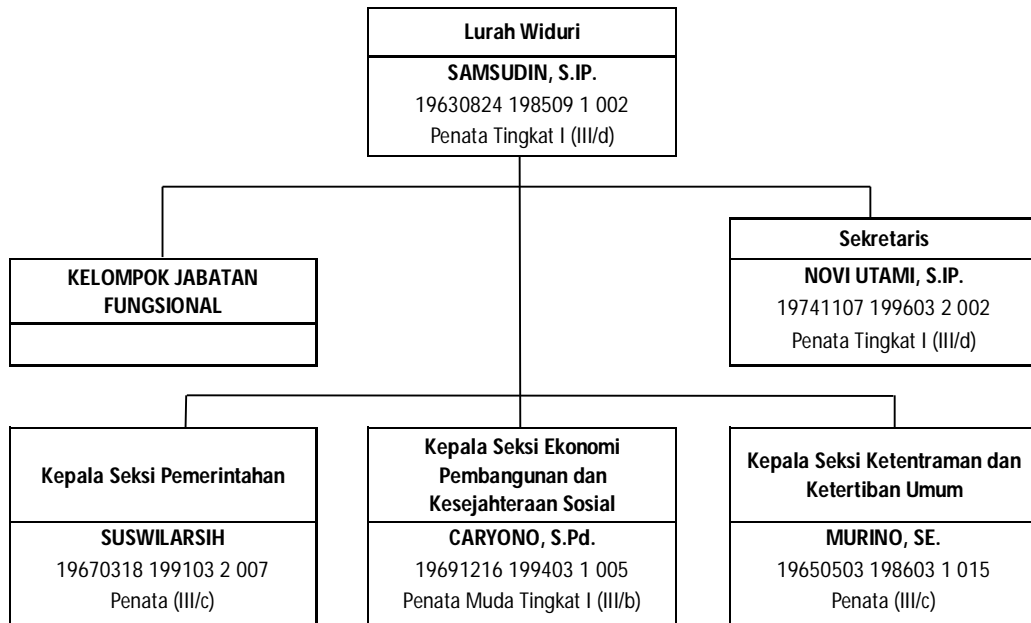 Lurah Widuri
SAMSUDIN, S.IP.
19630824 198509 1 002
Penata Tingkat I (III/d)
KELOMPOK JABATAN
FUNGSIONAL
Sekretaris
NOVI UTAMI, S.IP.
19741107 199603 2 002
Penata Tingkat I (III/d)
Kepala Seksi Pemerintahan
SUSWILARSIH
19670318 199103 2 007
Penata (III/c)
Kepala Seksi Ekonomi
Pembangunan dan
Kesejahteraan Sosial
CARYONO, S.Pd.
19691216 199403 1 005
Penata Muda Tingkat I (III/b)
Kepala Seksi Ketentraman dan
Ketertiban Umum
MURINO, SE.
19650503 198603 1 015
Penata (III/c)